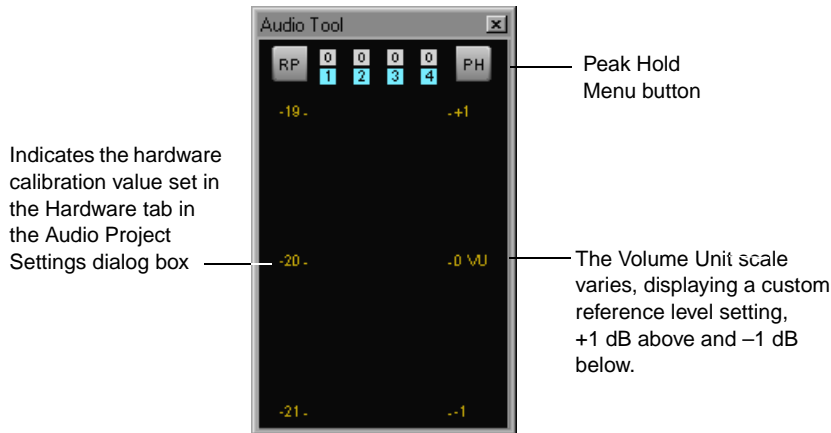 Audio Tool
RP 0 0 0 0 PH
1 2 3 4
Peak Hold
Menu button
-19 - - +1
Indicates the hardware
calibration value set in
the Hardware tab in
the Audio Project
Settings dialog box
-20 - -0 VU
The Volume Unit scale
varies, displaying a custom
reference level setting,
+1 dB above and –1 dB
below.
-21 - --1